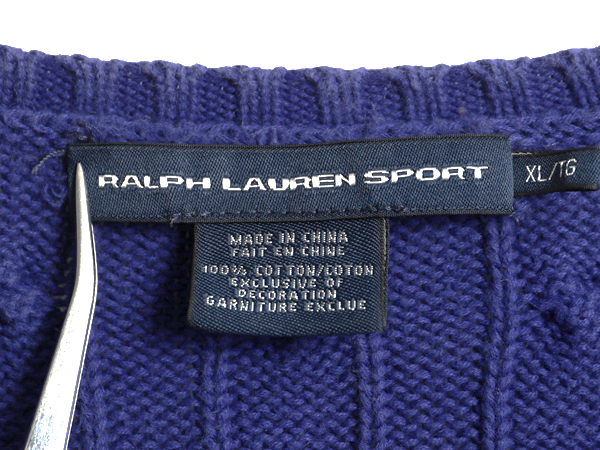 RALPH LAUREN SPORT
XL/TG
MADE IN CHINA
FAIT EN CHINE
100% COTTON/COTON
EXCLUSIVE OF
DECORATION
GARNITURE EXCLUE